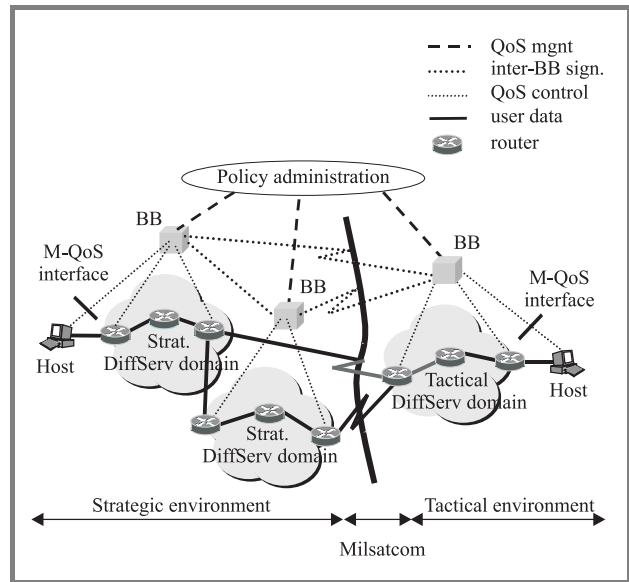 QoS mgnt
inter-BB sign.
QoS control
user data
router
Policy administration
BB
BB
BB
M-QoS
interface
M-QoS
interface
Host
Strat.
DiffServ domain
Tactical
DiffServ domain
Host
Strat.
DiffServ domain
Strategic environment
Tactical environment
Milsatcom